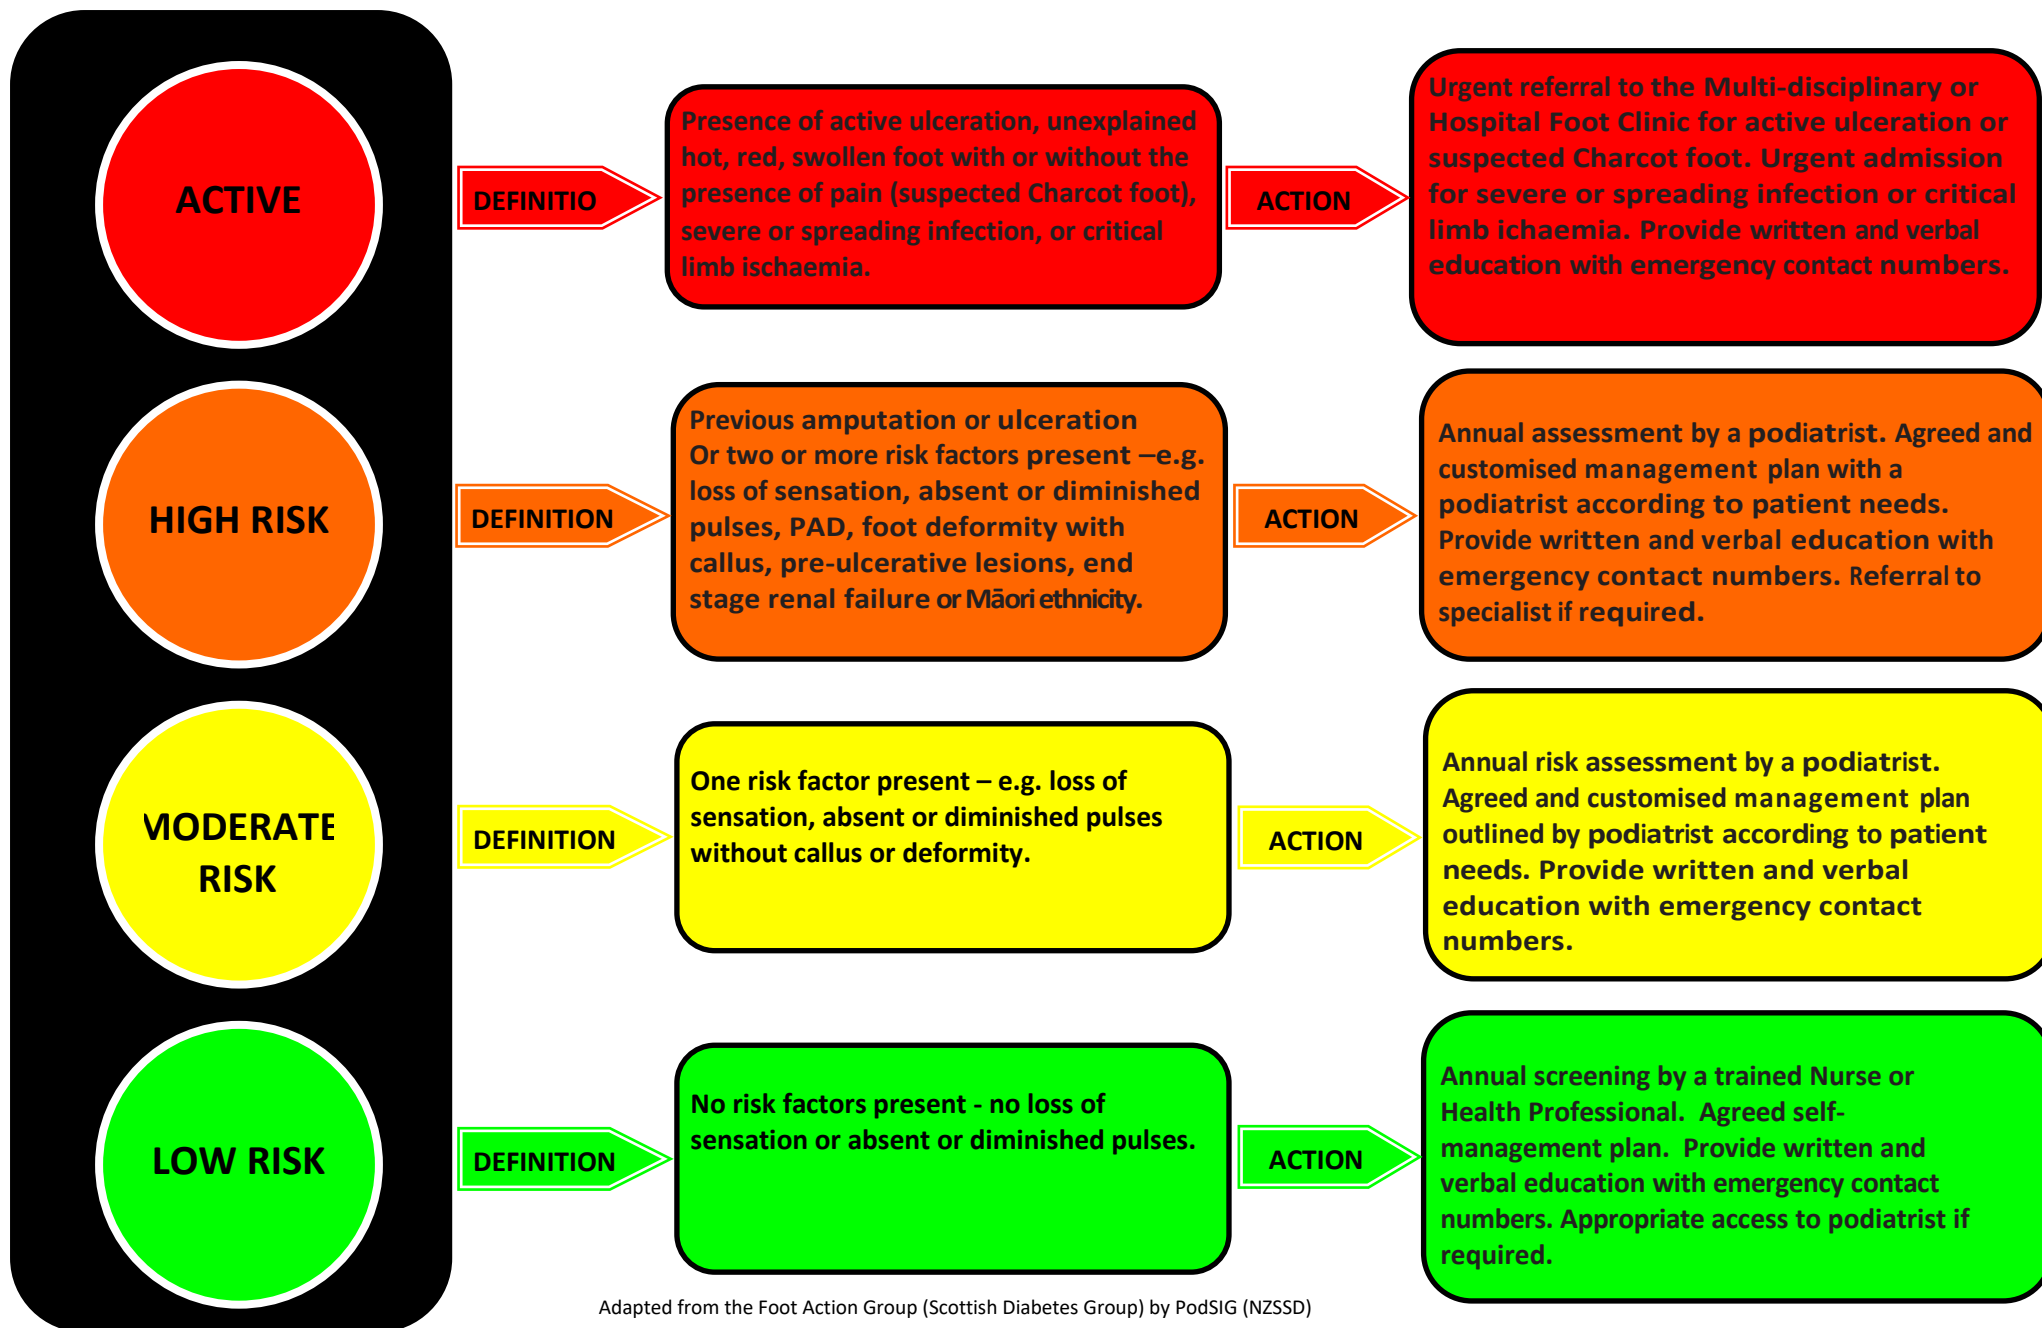 ACTIVE
DEFINITIO
Presence of active ulceration, unexplained
hot, red, swollen foot with or without the
presence of pain (suspected Charcot foot),
severe or spreading infection, or critical
limb ischaemia.
ACTION
Urgent referral to the Multi-disciplinary or
Hospital Foot Clinic for active ulceration or
suspected Charcot foot. Urgent admission
for severe or spreading infection or critical
limb ichaemia. Provide written and verbal
education with emergency contact numbers.
HIGH RISK
DEFINITION
Previous amputation or ulceration
Or two or more risk factors present –e.g.
loss of sensation, absent or diminished
pulses, PAD, foot deformity with
callus, pre-ulcerative lesions, end
stage renal failure or Māori ethnicity.
ACTION
Annual assessment by a podiatrist. Agreed and
customised management plan with a
podiatrist according to patient needs.
Provide written and verbal education with
emergency contact numbers. Referral to
specialist if required.
MODERATE
RISK
DEFINITION
One risk factor present – e.g. loss of
sensation, absent or diminished pulses
without callus or deformity.
ACTION
Annual risk assessment by a podiatrist.
Agreed and customised management plan
outlined by podiatrist according to patient
needs. Provide written and verbal
education with emergency contact
numbers.
LOW RISK
DEFINITION
No risk factors present - no loss of
sensation or absent or diminished pulses.
ACTION
Annual screening by a trained Nurse or
Health Professional.  Agreed self-
management plan.  Provide written and
verbal education with emergency contact
numbers. Appropriate access to podiatrist if
required.
Adapted from the Foot Action Group (Scottish Diabetes Group) by PodSIG (NZSSD)